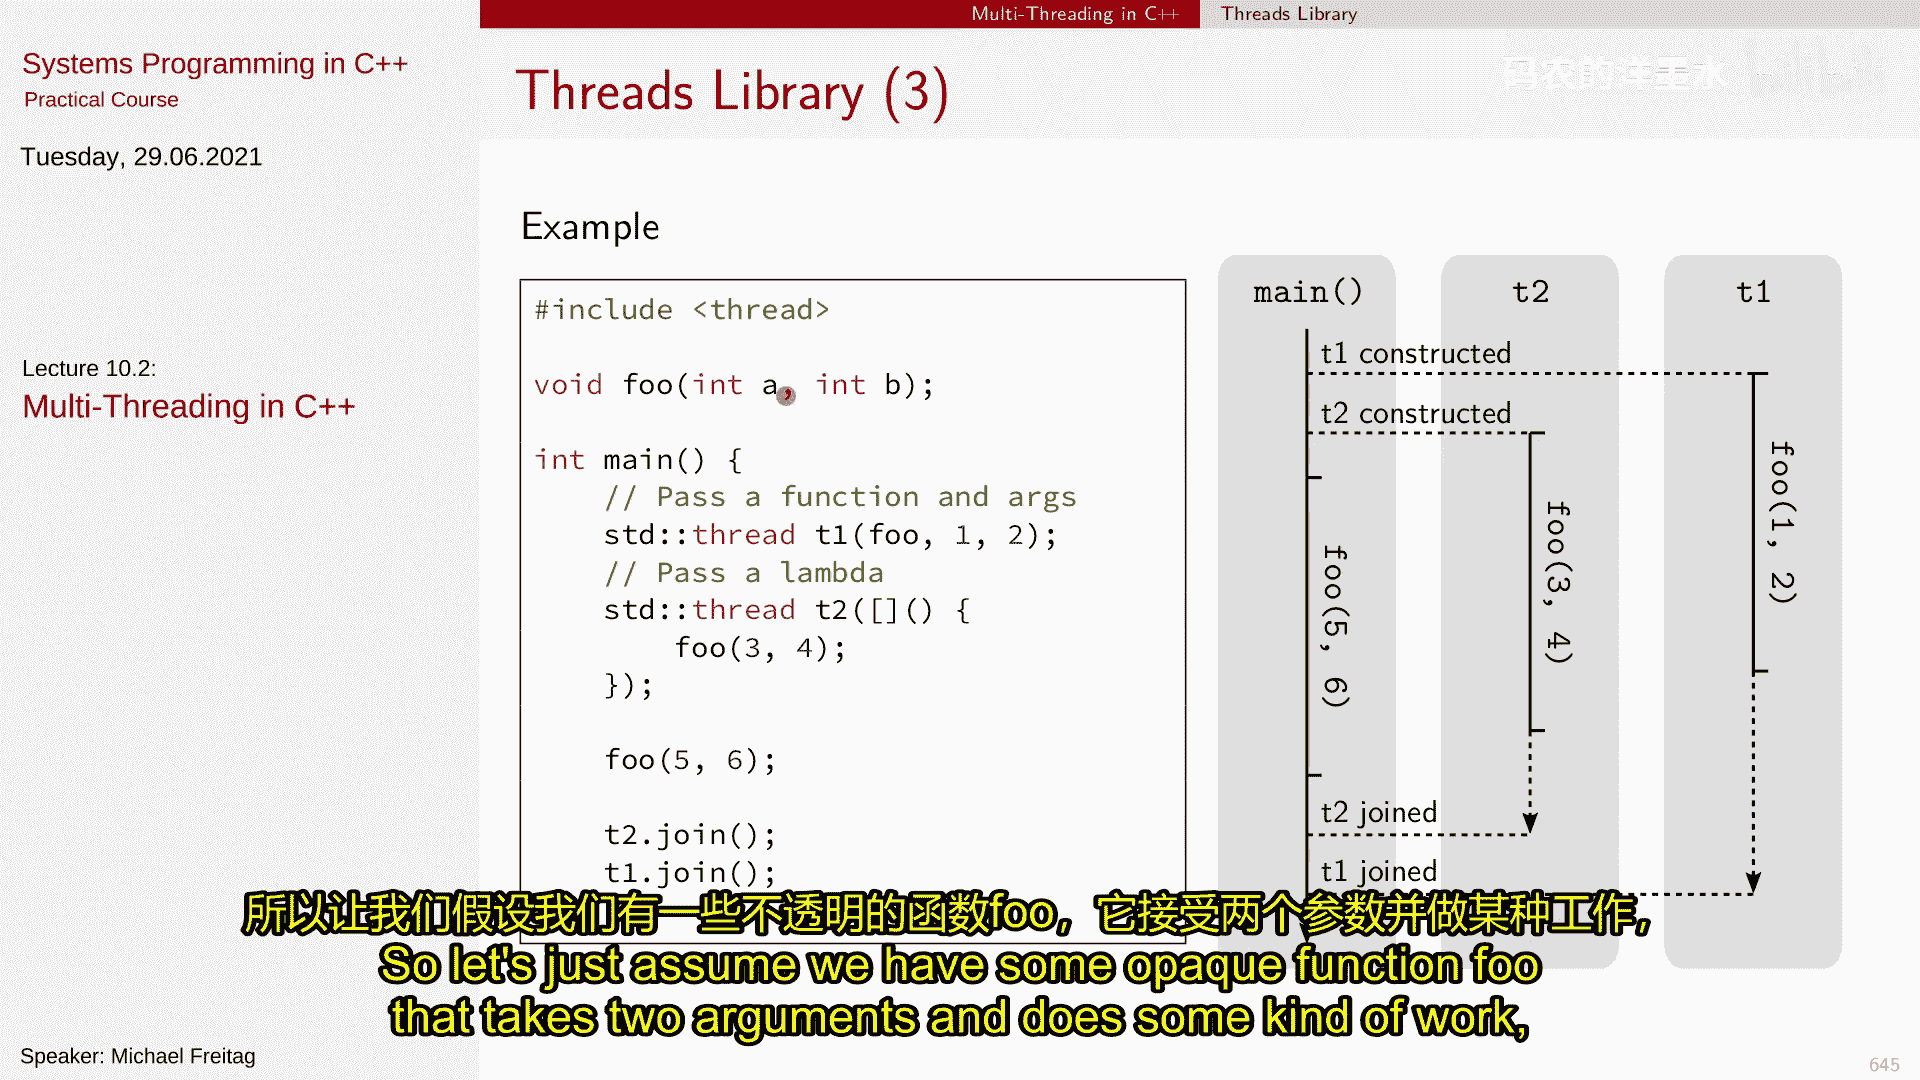 Multi-Threading in C++
Threads Library
Systems Programming in C++
Practical Course
Tuesday, 29.06.2021
Lecture 10.2:
Multi-Threading in C++
Speaker: Michael Freitag
码农的洋墨水
Threads Library (3)
Example
#include <thread>
void foo(int a, int b);
int main() {
// Pass a function and args
std::thread t1(foo, 1, 2);
// Pass a lambda
std::thread t2([]() {
foo(3, 4);
});
foo(5, 6);
t2.join();
t1.join();
main()
t2
t1
t1 constructed
t2 constructed
foo(5, 6)
foo(3, 4)
foo(1, 2)
t2 joined
t1 joined
所以让我们假设我们有一些不透明的函数foo，它接受两个参数并做某种工作，
So let's just assume we have some opaque function foo
that takes two arguments and does some kind of work,
645